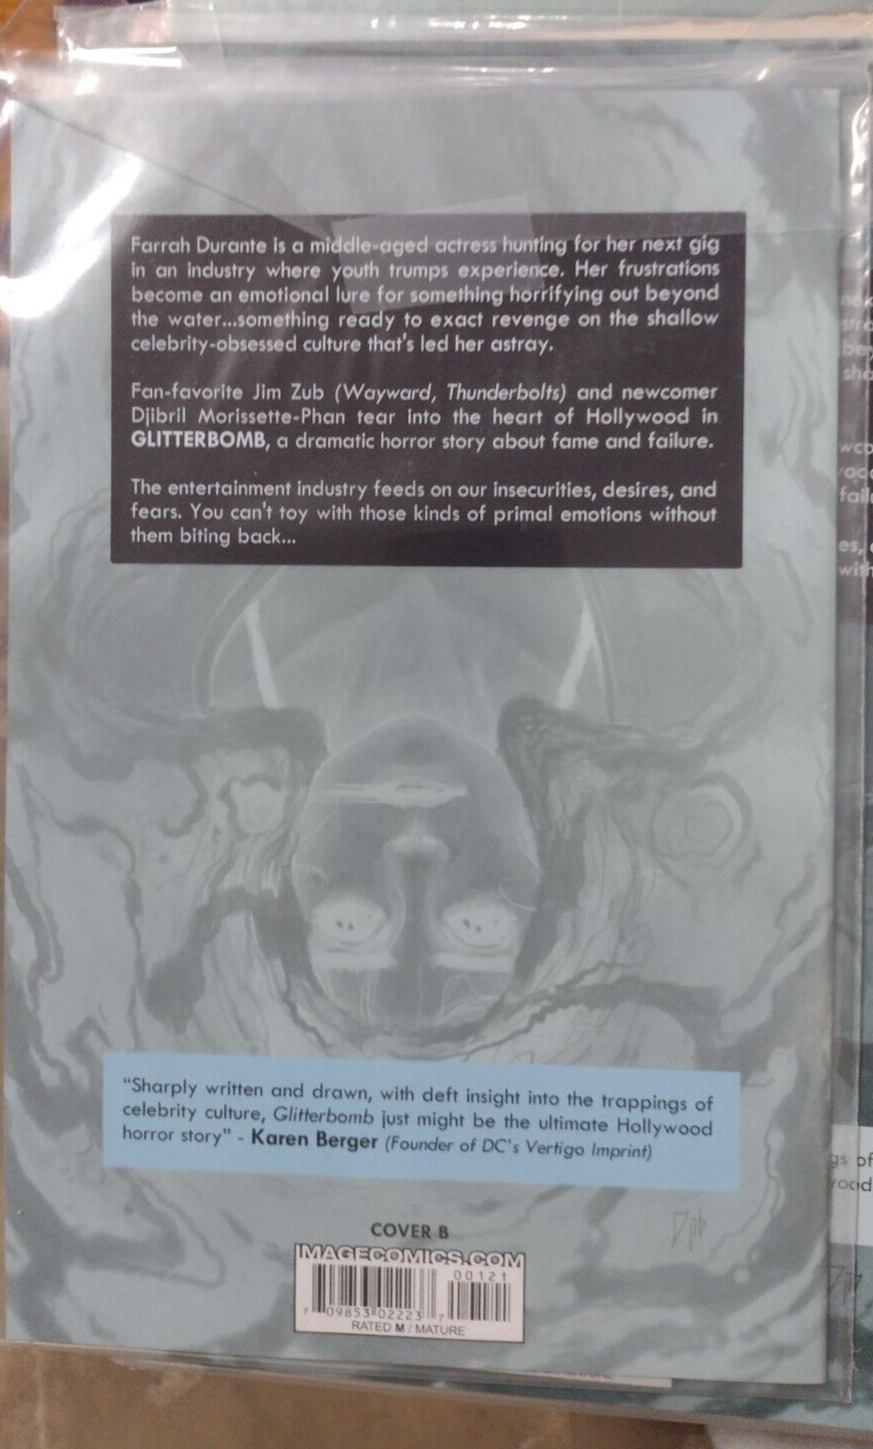 Farrah Durante is a middle-aged actress hunting for her next gig
in an industry where youth trumps experience. Her frustrations
become an emotional lure for something horrifying out beyond
the water...something ready to exact revenge on the shallow
celebrity-obsessed culture that's led her astray.
Fan-favorite Jim Zub (Wayward, Thunderbolts) and newcomer
Djibril Morissette-Phan tear into the heart of Hollywood in
GLITTERBOMB, a dramatic horror story about fame and failure.
The entertainment industry feeds on our insecurities, desires, and
fears. You can't toy with those kinds of primal emotions without
them biting back...
"Sharply written and drawn, with deft insight into the trappings of
celebrity culture, Glitterbomb just might be the ultimate Hollywood
horror story" - Karen Berger (Founder of DC's Vertigo Imprint)
Djib
COVER B
IMAGECOMICS.COM
00121
7 09853 02223 7
RATED M / MATURE